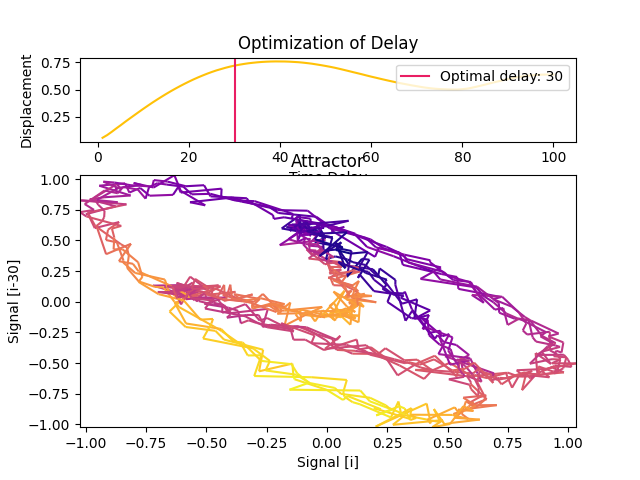 Optimization of Delay
Displacement
0.75
0.50
0.25
Optimal delay: 30
0 20 40 60 80 100
Time Delay
Attractor
Signal [i-30]
1.00
0.75
0.50
0.25
0.00
−0.25
−0.50
−0.75
−1.00
−1.00 −0.75 −0.50 −0.25 0.00 0.25 0.50 0.75 1.00
Signal [i]